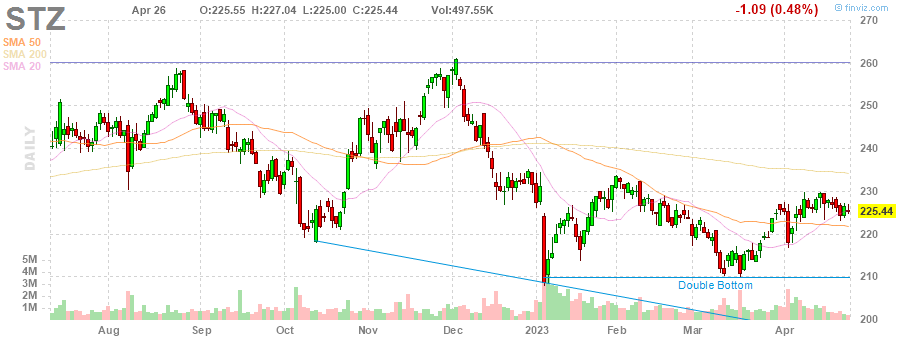 STZ
Apr 26 O:225.55 H:227.04 L:225.00 C:225.44 Vol:497.55K -1.09 (0.48%) finviz.com
SMA 50
SMA 200
SMA 20
DAILY
270
260
250
240
230
225.44
220
210
200
5M
4M
3M
2M
1M
Double Bottom
Aug Sep Oct Nov Dec 2023 Feb Mar Apr